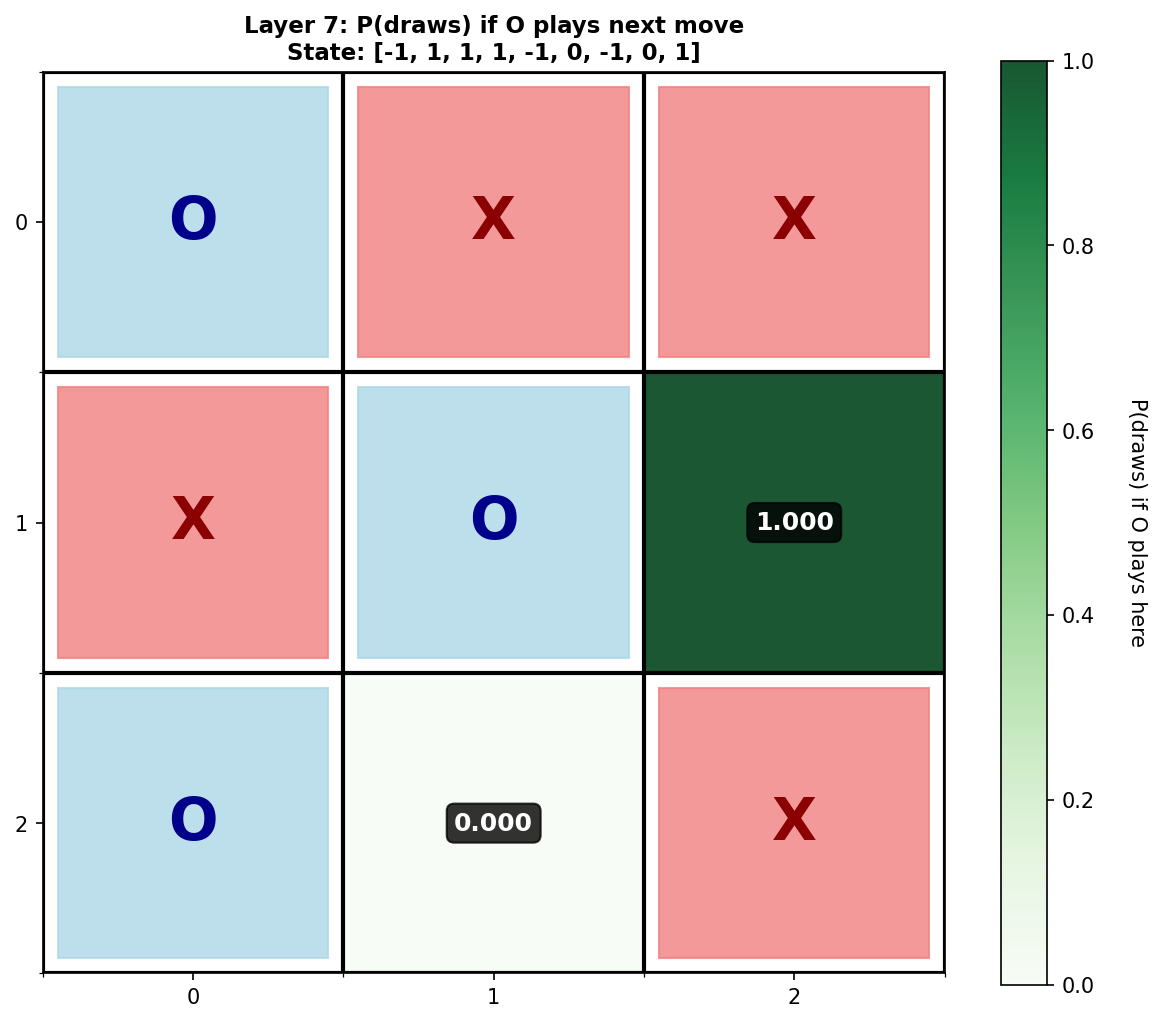 Layer 7: P(draws) if O plays next move
State: [-1, 1, 1, 1, -1, 0, -1, 0, 1]
0
O
X
X
1
X
O
1.000
2
O
0.000
X
0
1
2
1.0
0.8
0.6
0.4
0.2
0.0
P(draws) if O plays here